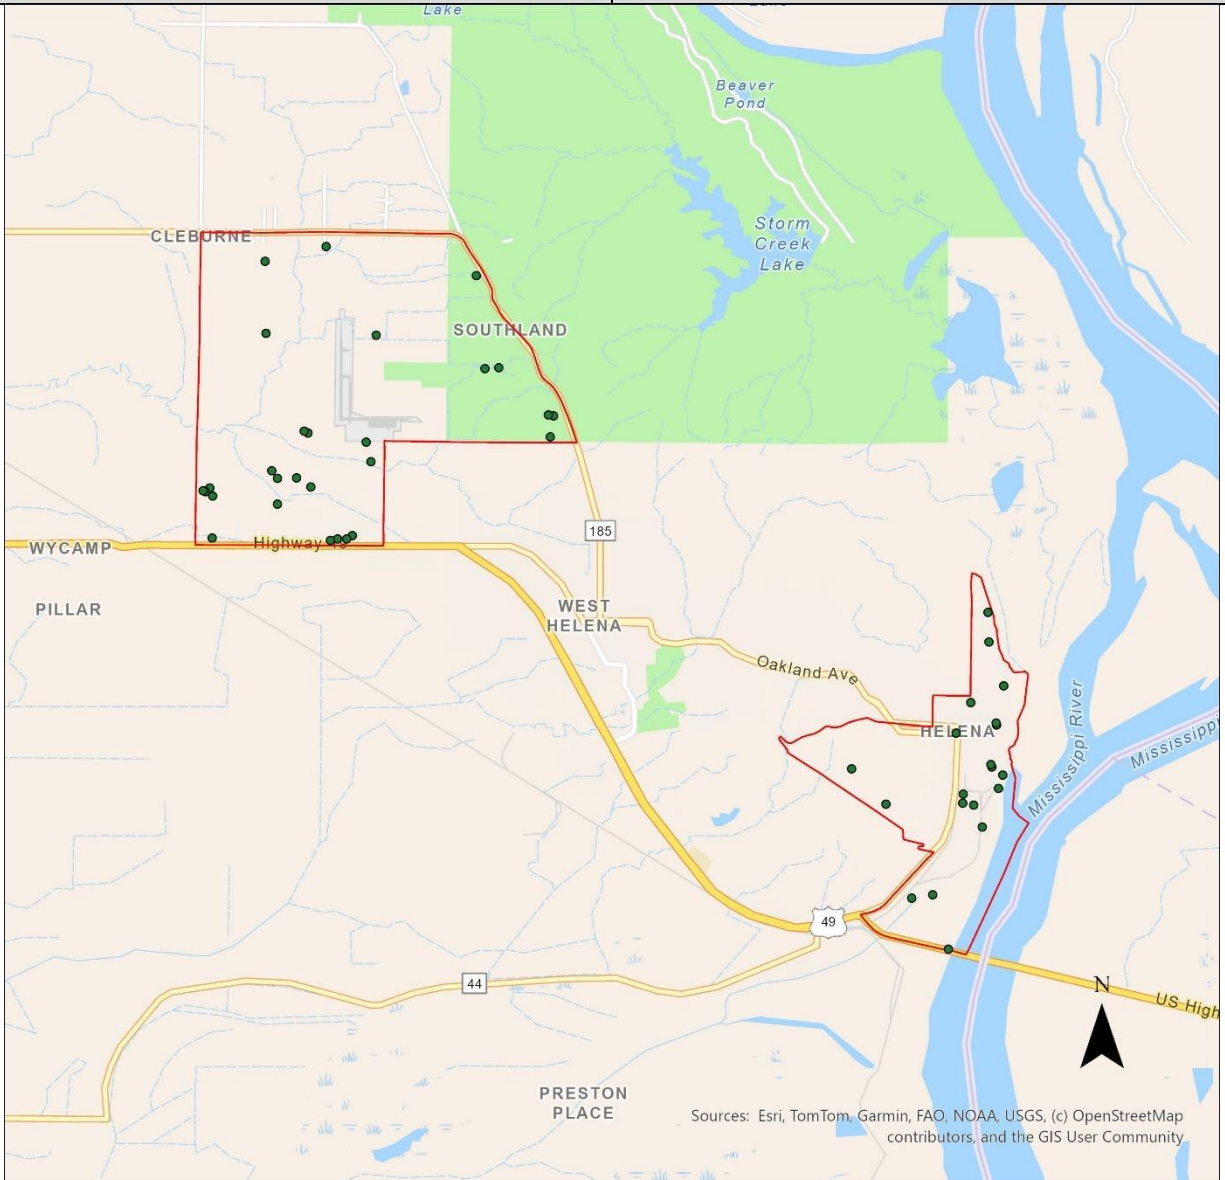 Lake
Beaver
Pond
Storm
Creek
Lake
CLEBURNE
SOUTHLAND
185
WYCAMP
Highway
PILLAR
WEST
HELENA
Oakland Ave
HELENA
Mississippi River
Mississippi
49
44
N
US High
PRESTON
PLACE
Sources: Esri, TomTom, Garmin, FAO, NOAA, USGS, (c) OpenStreetMap
contributors, and the GIS User Community